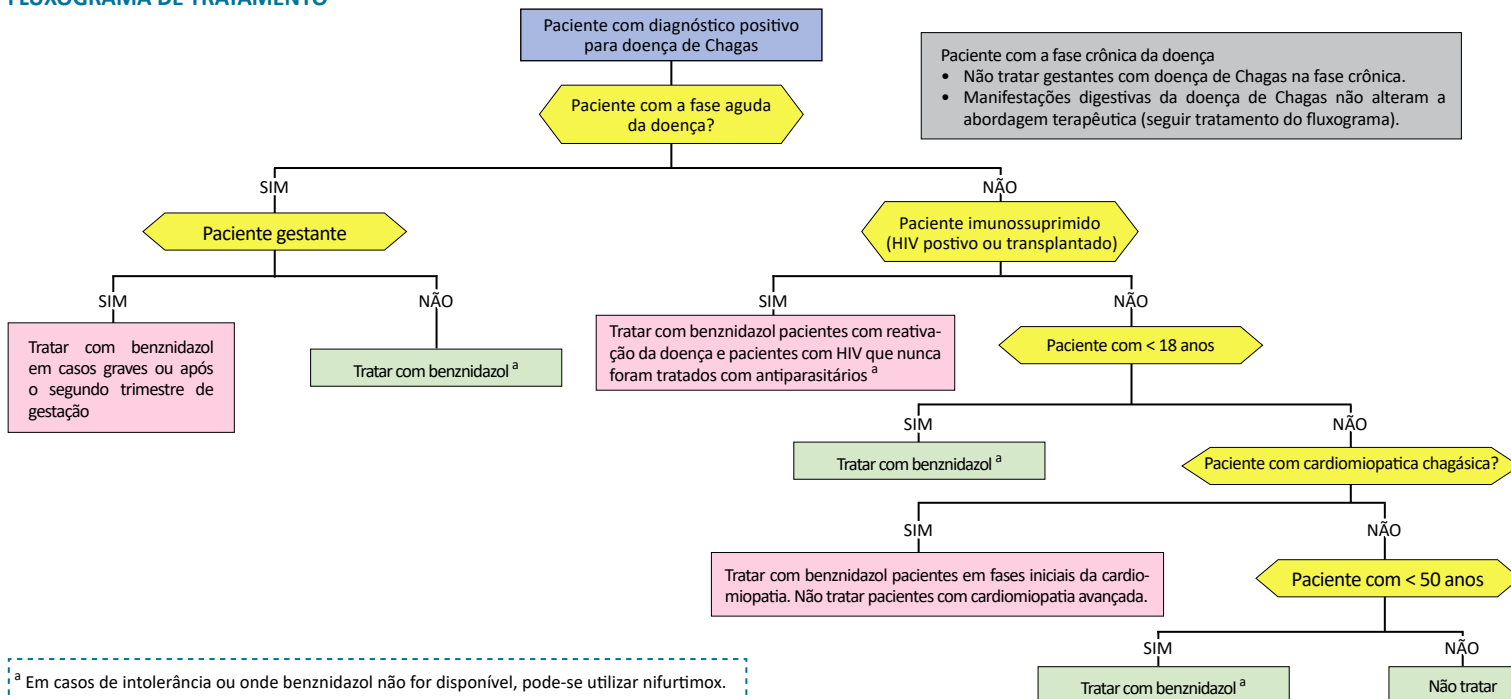 FLUXOGRAMA DE TRATAMENTO
Paciente com diagnóstico positivo
para doença de Chagas
Paciente com a fase crônica da doença
• Não tratar gestantes com doença de Chagas na fase crônica.
• Manifestações digestivas da doença de Chagas não alteram a
abordagem terapêutica (seguir tratamento do fluxograma).
Paciente com a fase aguda
da doença?
SIM
NÃO
Paciente gestante
Paciente imunossuprimido
(HIV postivo ou transplantado)
SIM
NÃO
SIM
NÃO
Tratar com benznidazol
em casos graves ou após
o segundo trimestre de
gestação
Tratar com benznidazol a
Tratar com benznidazol pacientes com reativa-
ção da doença e pacientes com HIV que nunca
foram tratados com antiparasitários a
Paciente com < 18 anos
SIM
NÃO
Tratar com benznidazol a
Paciente com cardiomiopatica chagásica?
SIM
NÃO
Tratar com benznidazol pacientes em fases iniciais da cardio-
miopatia. Não tratar pacientes com cardiomiopatia avançada.
Paciente com < 50 anos
SIM
NÃO
Tratar com benznidazol a
Não tratar
a Em casos de intolerância ou onde benznidazol não for disponível, pode-se utilizar nifurtimox.